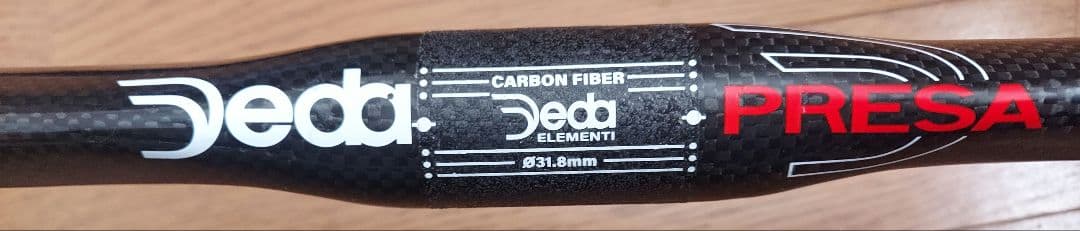 Deda
CARBON FIBER
Deda
ELEMENTI
Ø31.8mm
PRESA